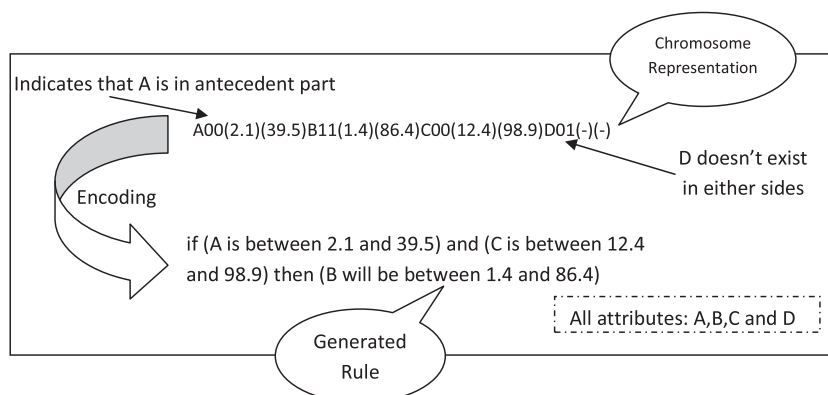 Chromosome
Representation
Indicates that A is in antecedent part
A00(2.1)(39.5)B11(1.4)(86.4)C00(12.4)(98.9)D01(-)(-)
D doesn't exist
in either sides
Encoding
if (A is between 2.1 and 39.5) and (C is between 12.4
and 98.9) then (B will be between 1.4 and 86.4)
All attributes: A,B,C and D
Generated
Rule